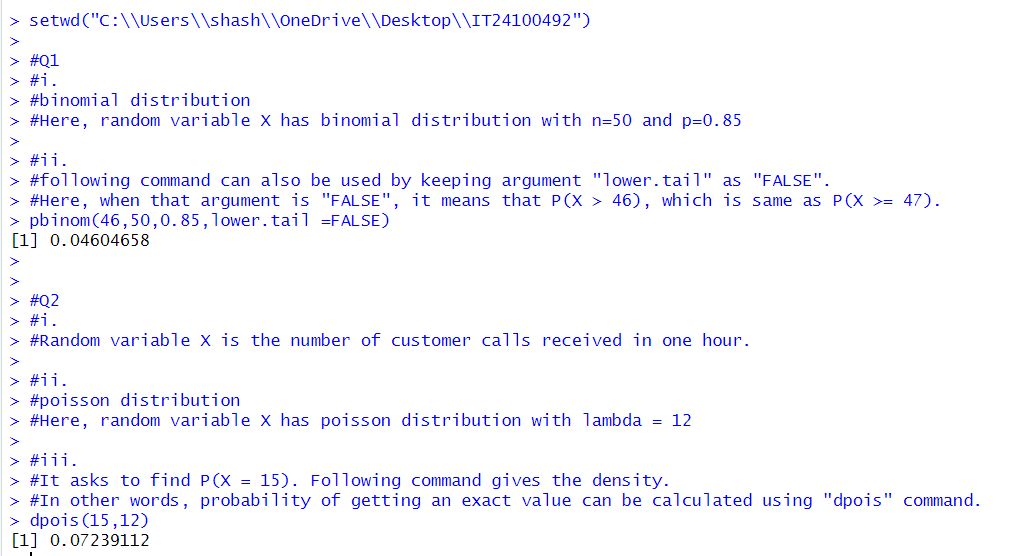 > setwd("C:\\Users\\shash\\OneDrive\\Desktop\\IT24100492")
>
> #Q1
> #i.
> #binomial distribution
> #Here, random variable X has binomial distribution with n=50 and p=0.85
>
> #ii.
> #following command can also be used by keeping argument "lower.tail" as "FALSE".
> #Here, when that argument is "FALSE", it means that P(X > 46), which is same as P(X >= 47).
> pbinom(46,50,0.85,lower.tail =FALSE)
[1] 0.04604658
>
>
> #Q2
> #i.
> #Random variable X is the number of customer calls received in one hour.
>
> #ii.
> #poisson distribution
> #Here, random variable X has poisson distribution with lambda = 12
>
> #iii.
> #It asks to find P(X = 15). Following command gives the density.
> #In other words, probability of getting an exact value can be calculated using "dpois" command.
> dpois(15,12)
[1] 0.07239112